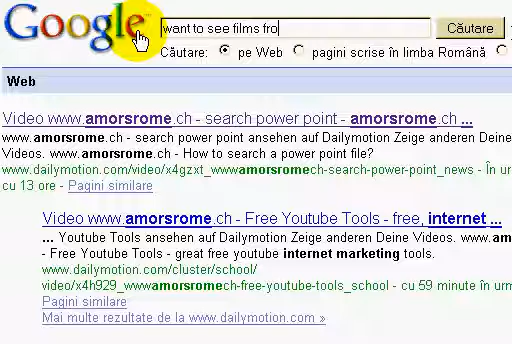 Google™
want to see films fro
Căutare
Căutare: pe Web pagini scrise în limba Română
Web
Video www.amorsrome.ch - search power point - amorsrome.ch ...
www.amorsrome.ch - search power point ansehen auf Dailymotion Zeige anderen Deine
Videos. www.amorsrome.ch - How to search a power point file?
www.dailymotion.com/video/x4gzxt_wwwamorsromech-search-power-point_news - În ur
cu 13 ore - Pagini similare
Video www.amorsrome.ch - Free Youtube Tools - free, internet ...
... Youtube Tools ansehen auf Dailymotion Zeige anderen Deine Videos. www.am
- Free Youtube Tools - great free youtube internet marketing tools.
www.dailymotion.com/cluster/school/
video/x4h929_wwwamorsromech-free-youtube-tools_school - cu 59 minute în urm
Pagini similare
Mai multe rezultate de la www.dailymotion.com »